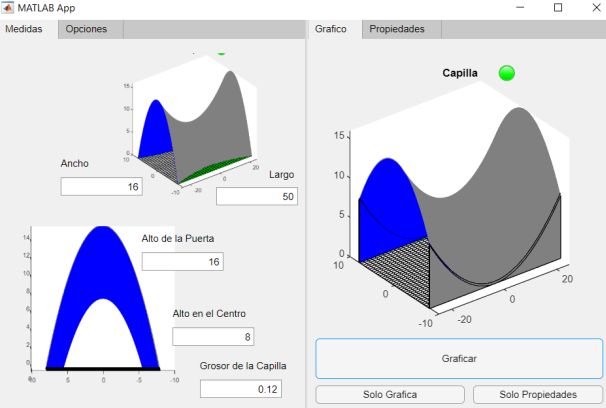 MATLAB App
Medidas Opciones
Grafico Propiedades
15
10
5
0
10
0
-10
-20
0
20
Ancho
16
Largo
50
14
12
10
8
6
4
2
0
10 5 0 5 -10
Alto de la Puerta
16
Alto en el Centro
8
Grosor de la Capilla
0.12
Capilla
15
10
5
0
10
0
-10
-20
0
20
Graficar
Solo Grafica Solo Propiedades